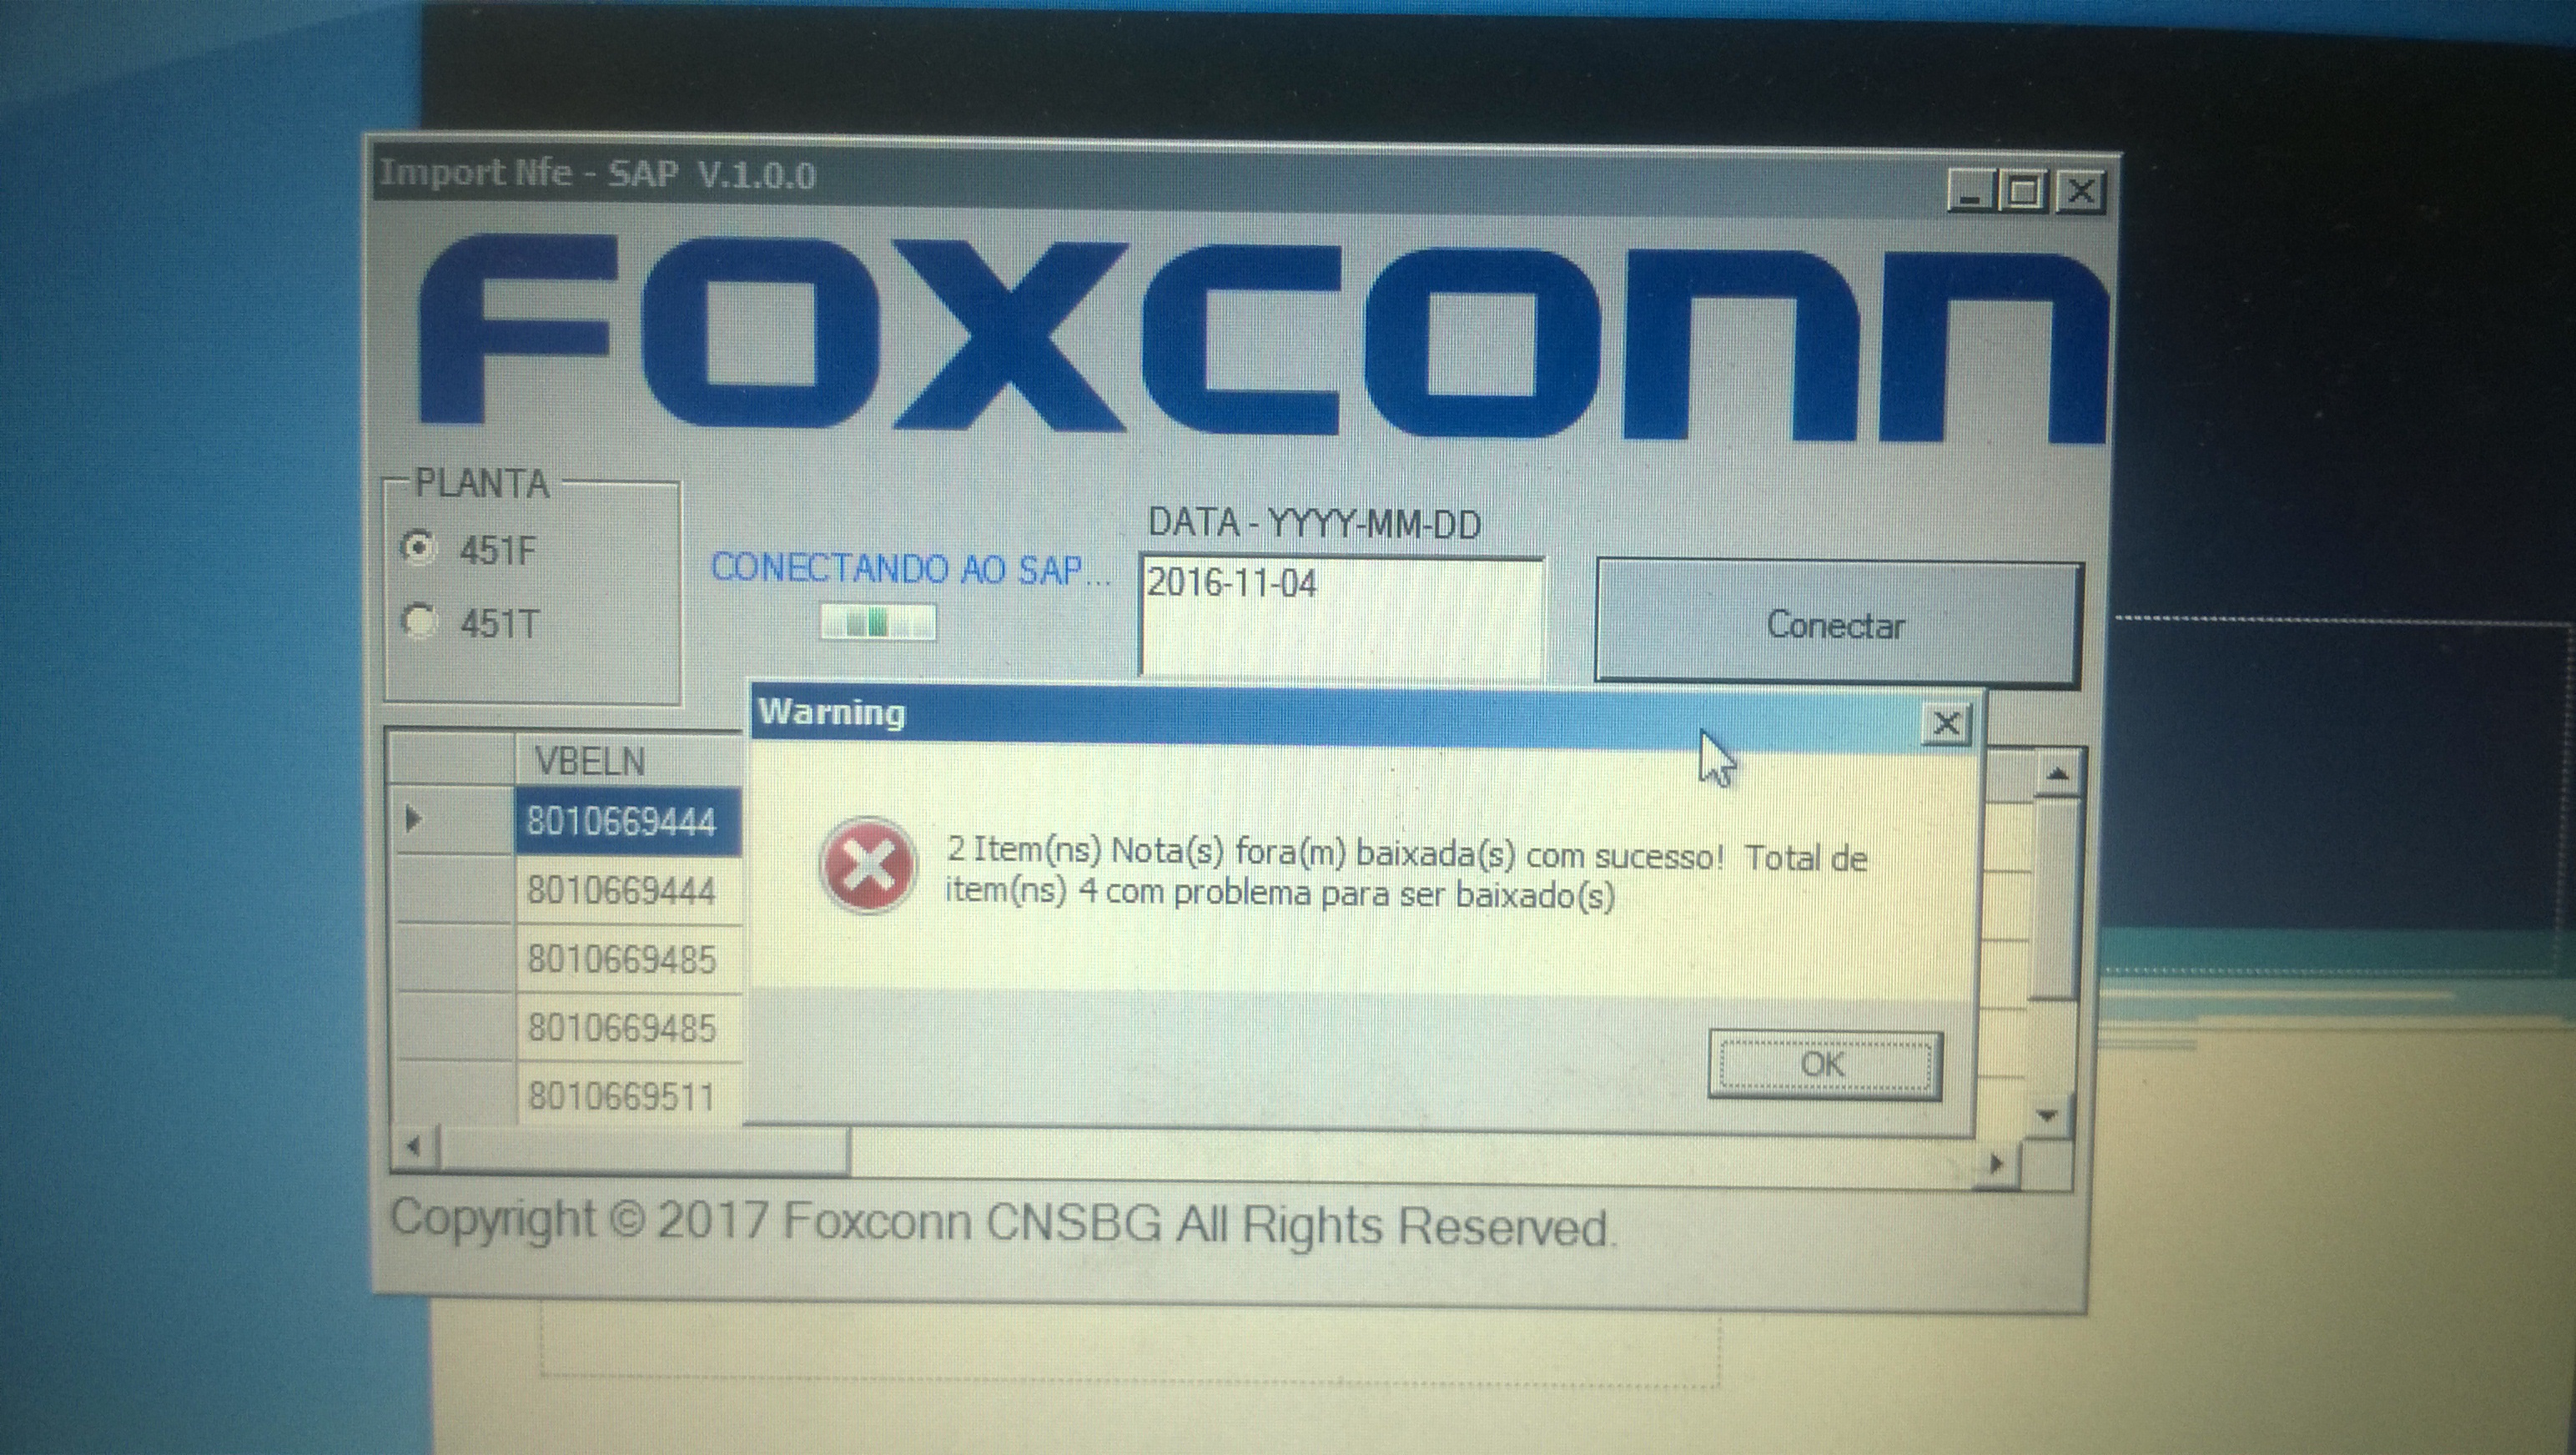 Import Nfe - SAP V.1.0.0
FOXCONN
PLANTA
451F
451T
CONECTANDO AO SAP...
DATA - YYYY-MM-DD
2016-11-04
Conectar
Warning
2 Item(ns) Nota(s) fora(m) baixada(s) com sucesso! Total de
item(ns) 4 com problema para ser baixado(s)
OK
VBELN
8010669444
8010669444
8010669485
8010669485
8010669511
Copyright © 2017 Foxconn CNSBG All Rights Reserved.